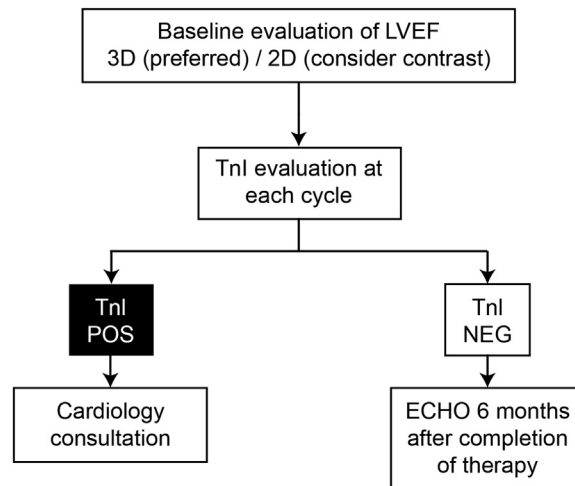 Baseline evaluation of LVEF
3D (preferred) / 2D (consider contrast)
TnI evaluation at
each cycle
TnI
POS
TnI
NEG
Cardiology
consultation
ECHO 6 months
after completion
of therapy